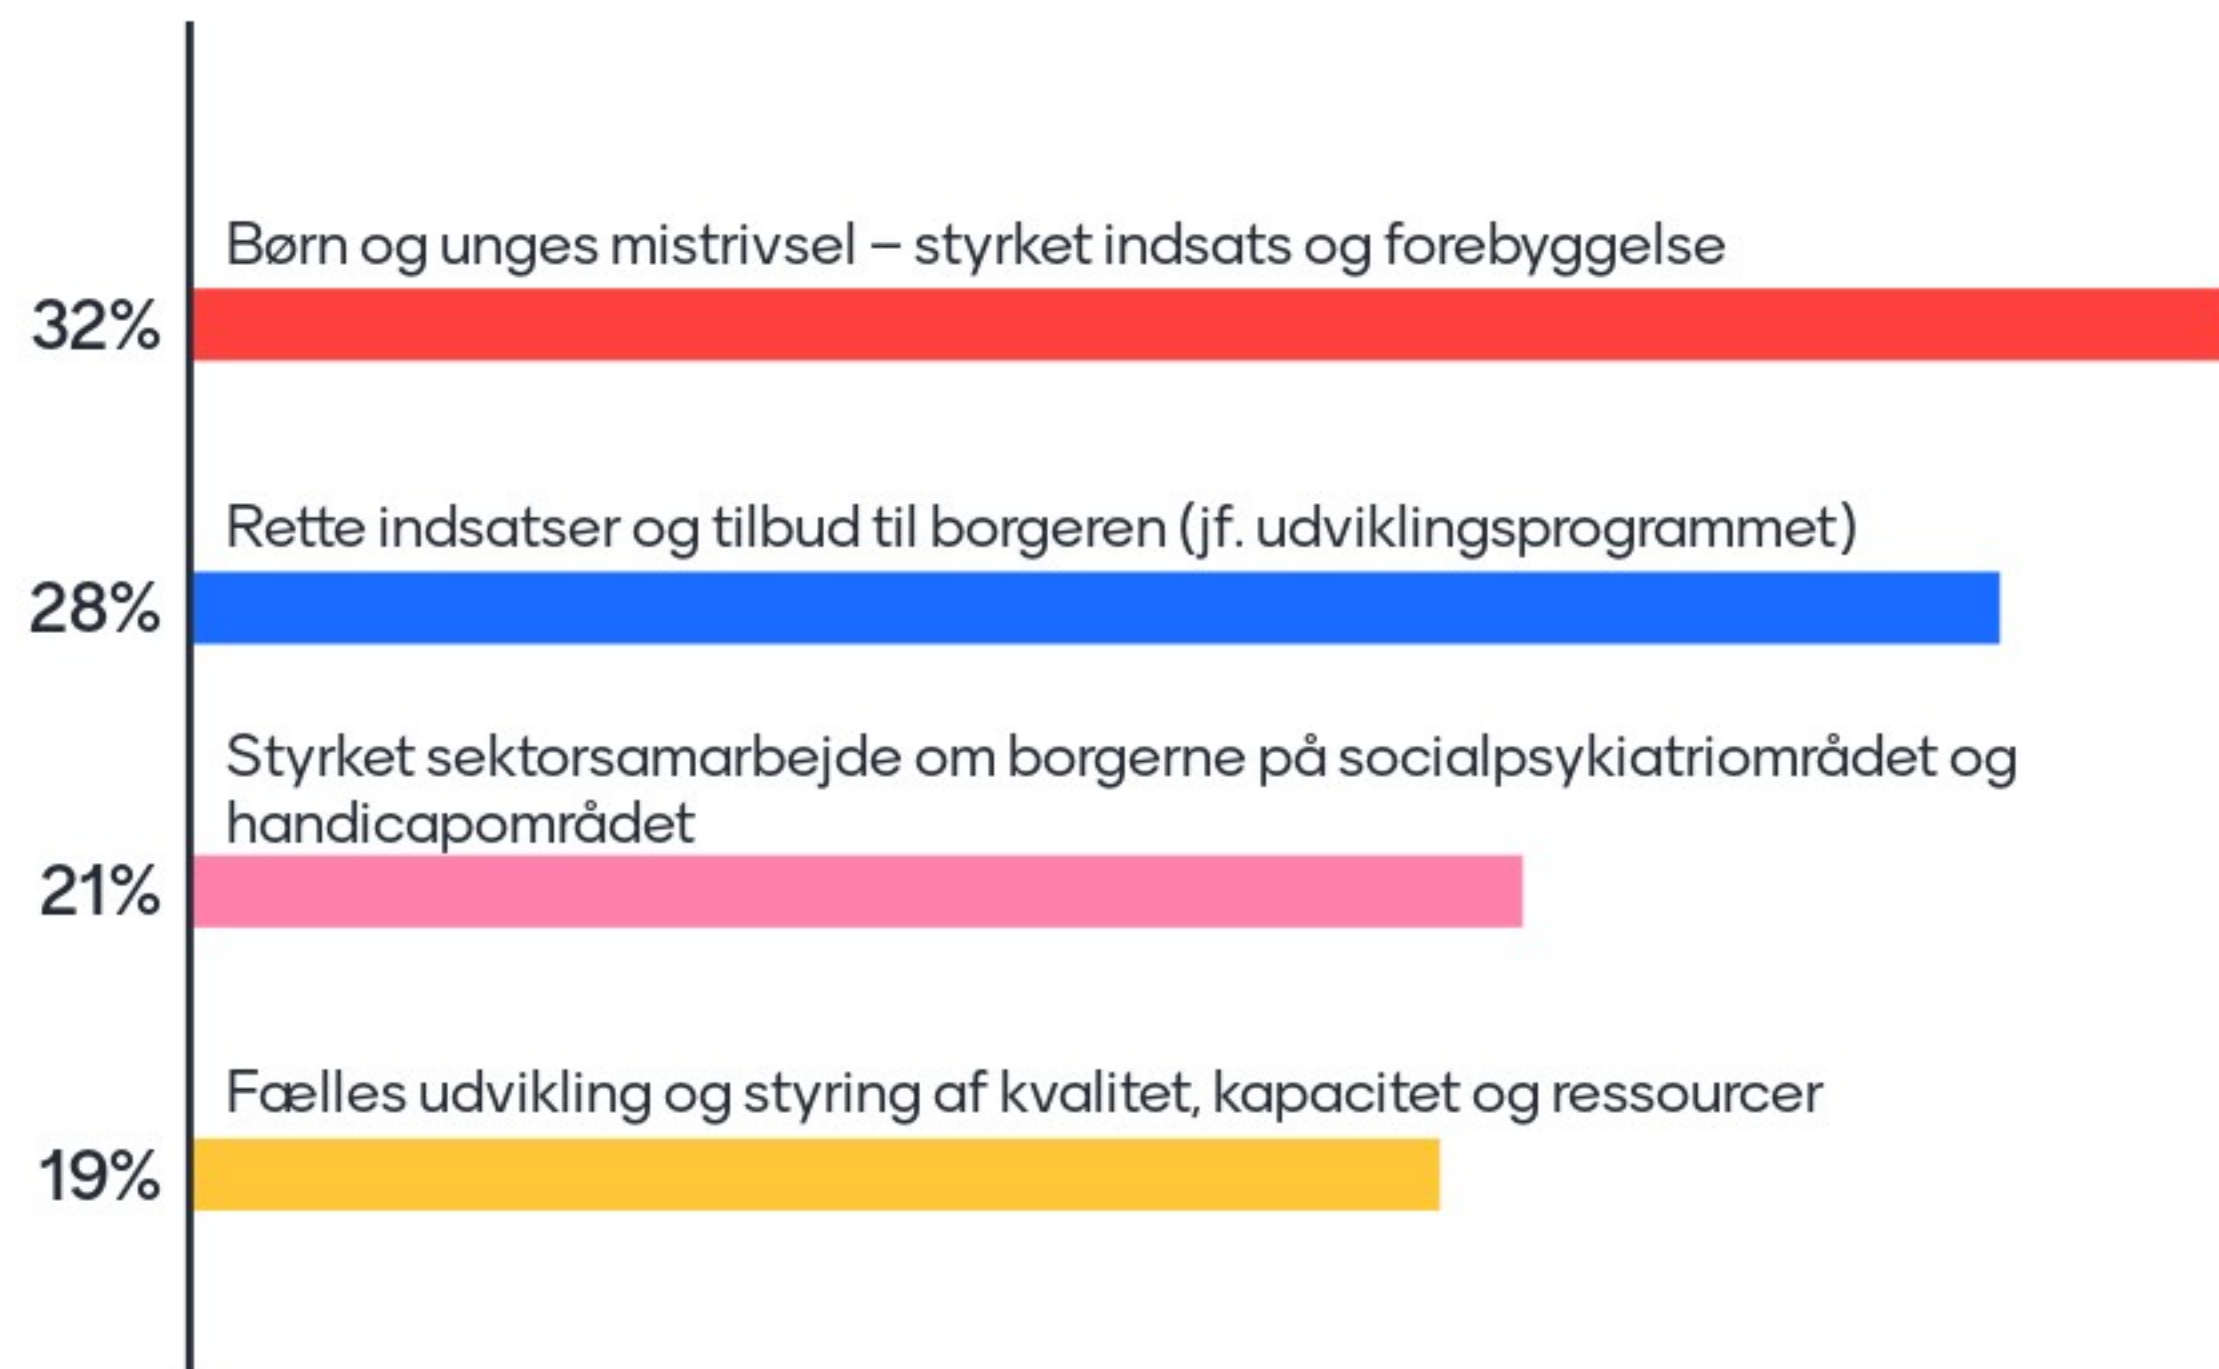 Børn og unges mistrivsel – styrket indsats og forebyggelse
32%
Rette indsatser og tilbud til borgeren (jf. udviklingsprogrammet)
28%
Styrket sektorsamarbejde om borgerne på socialpsykiatriområdet og
handicapområdet
21%
Fælles udvikling og styring af kvalitet, kapacitet og ressourcer
19%